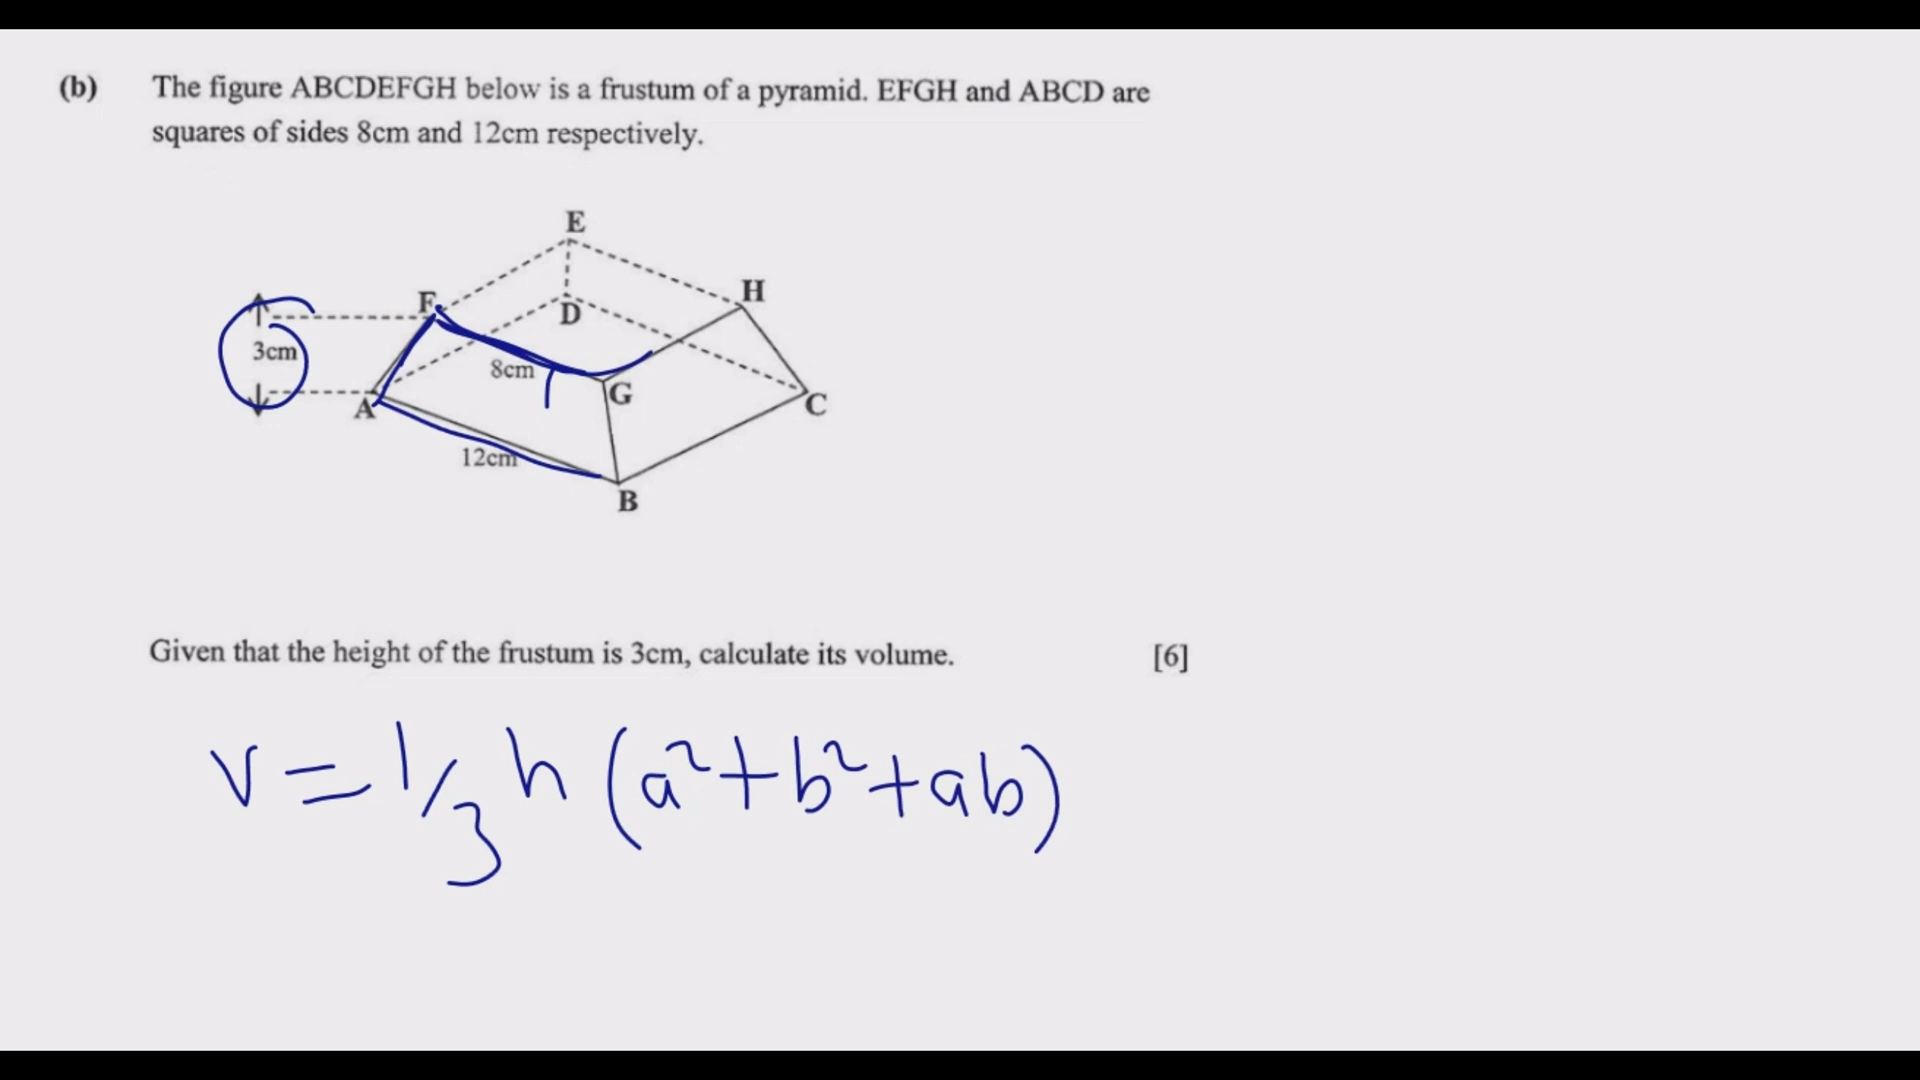 (b) The figure ABCDEFGH below is a frustum of a pyramid. EFGH and ABCD are
squares of sides 8cm and 12cm respectively.
E
H
F
D
3cm
8cm
G
A
C
12cm
B
Given that the height of the frustum is 3cm, calculate its volume. [6]
V = 1/3 h (a² + b² + ab)